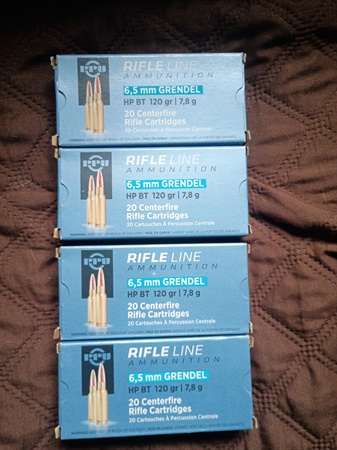 PPU
RIFLE LINE
AMMUNITION
6,5 mm GRENDEL
HP BT 120 gr | 7,8 g
20 Centerfire
Rifle Cartridges
20 Cartouches À Percussion Centrale
PPU
RIFLE LINE
AMMUNITION
6,5 mm GRENDEL
HP BT 120 gr | 7,8 g
20 Centerfire
Rifle Cartridges
20 Cartouches À Percussion Centrale
PPU
RIFLE LINE
AMMUNITION
6,5 mm GRENDEL
HP BT 120 gr | 7,8 g
20 Centerfire
Rifle Cartridges
20 Cartouches À Percussion Centrale
PPU
RIFLE LINE
AMMUNITION
6,5 mm GRENDEL
HP BT 120 gr | 7,8 g
20 Centerfire
Rifle Cartridges
20 Cartouches À Percussion Centrale